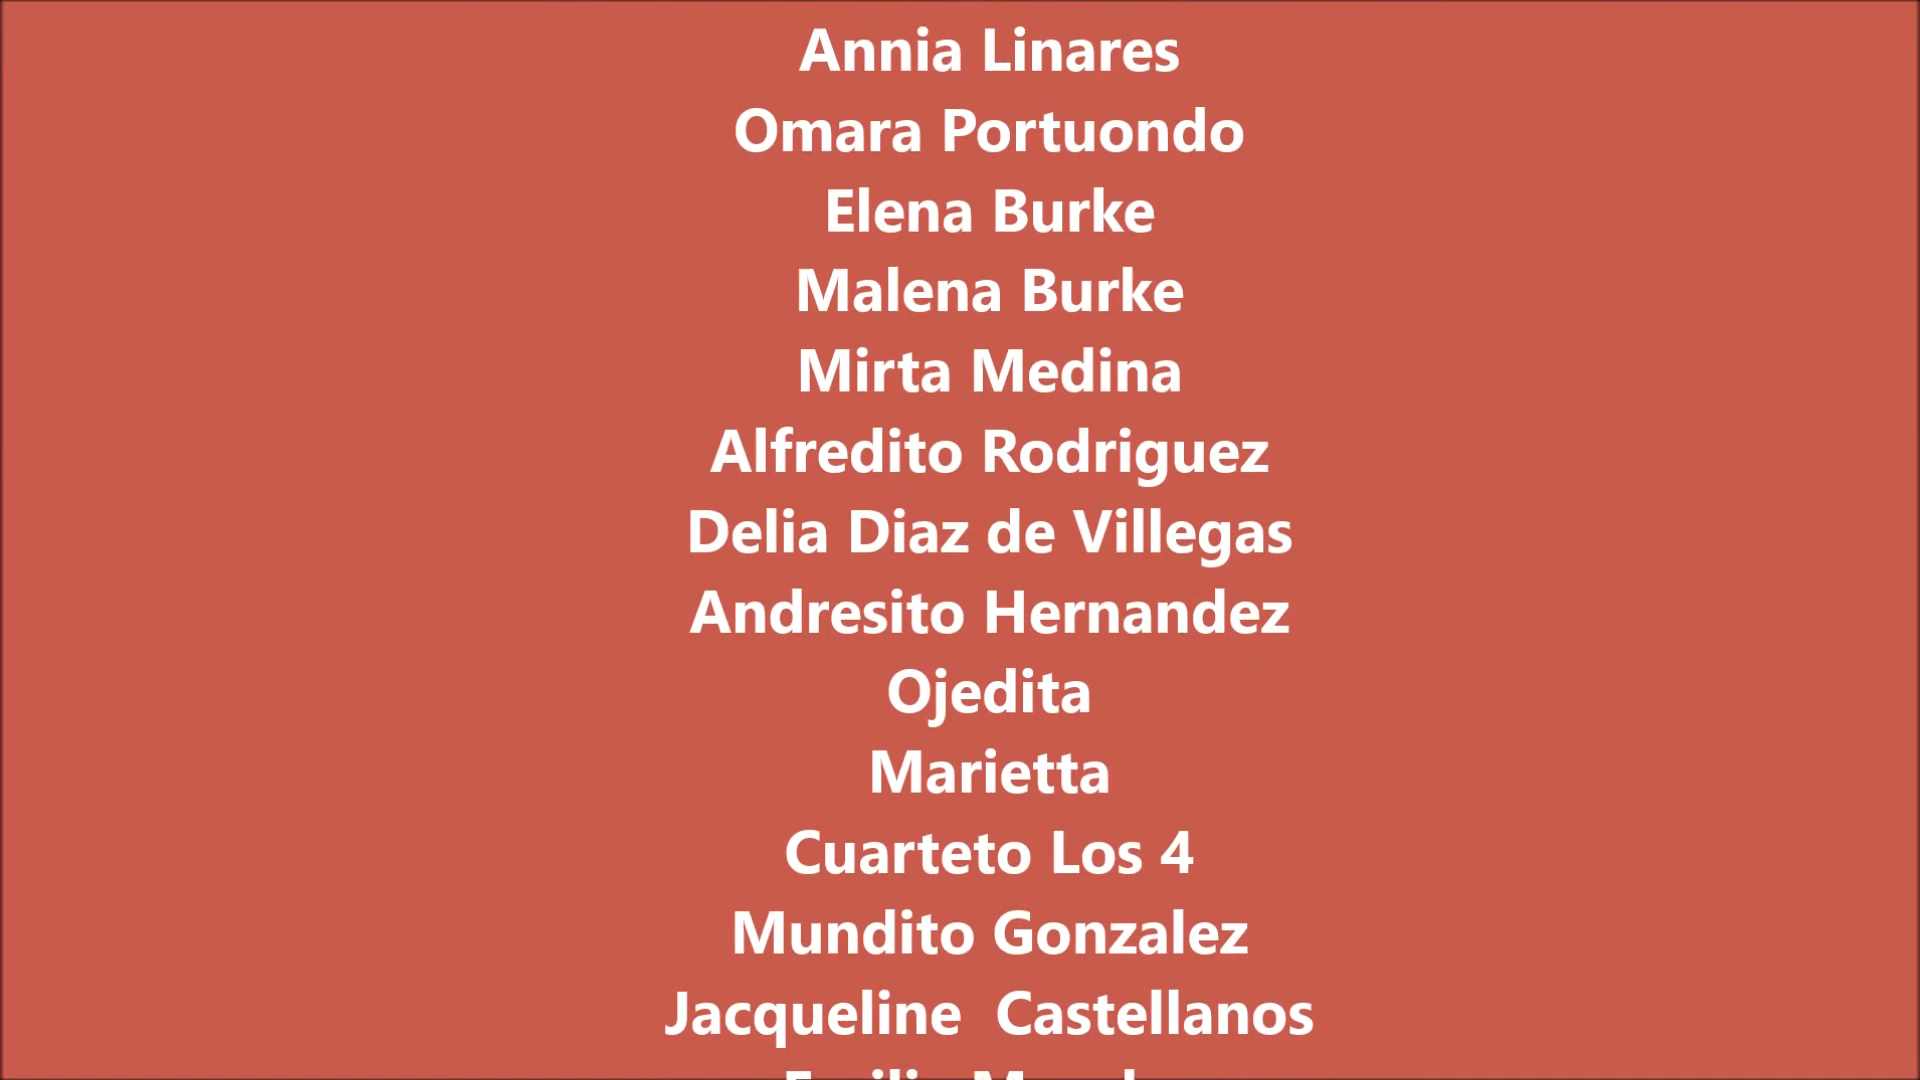 Annia Linares
Omara Portuondo
Elena Burke
Malena Burke
Mirta Medina
Alfredito Rodriguez
Delia Diaz de Villegas
Andresito Hernandez
Ojedita
Marietta
Cuarteto Los 4
Mundito Gonzalez
Jacqueline  Castellanos